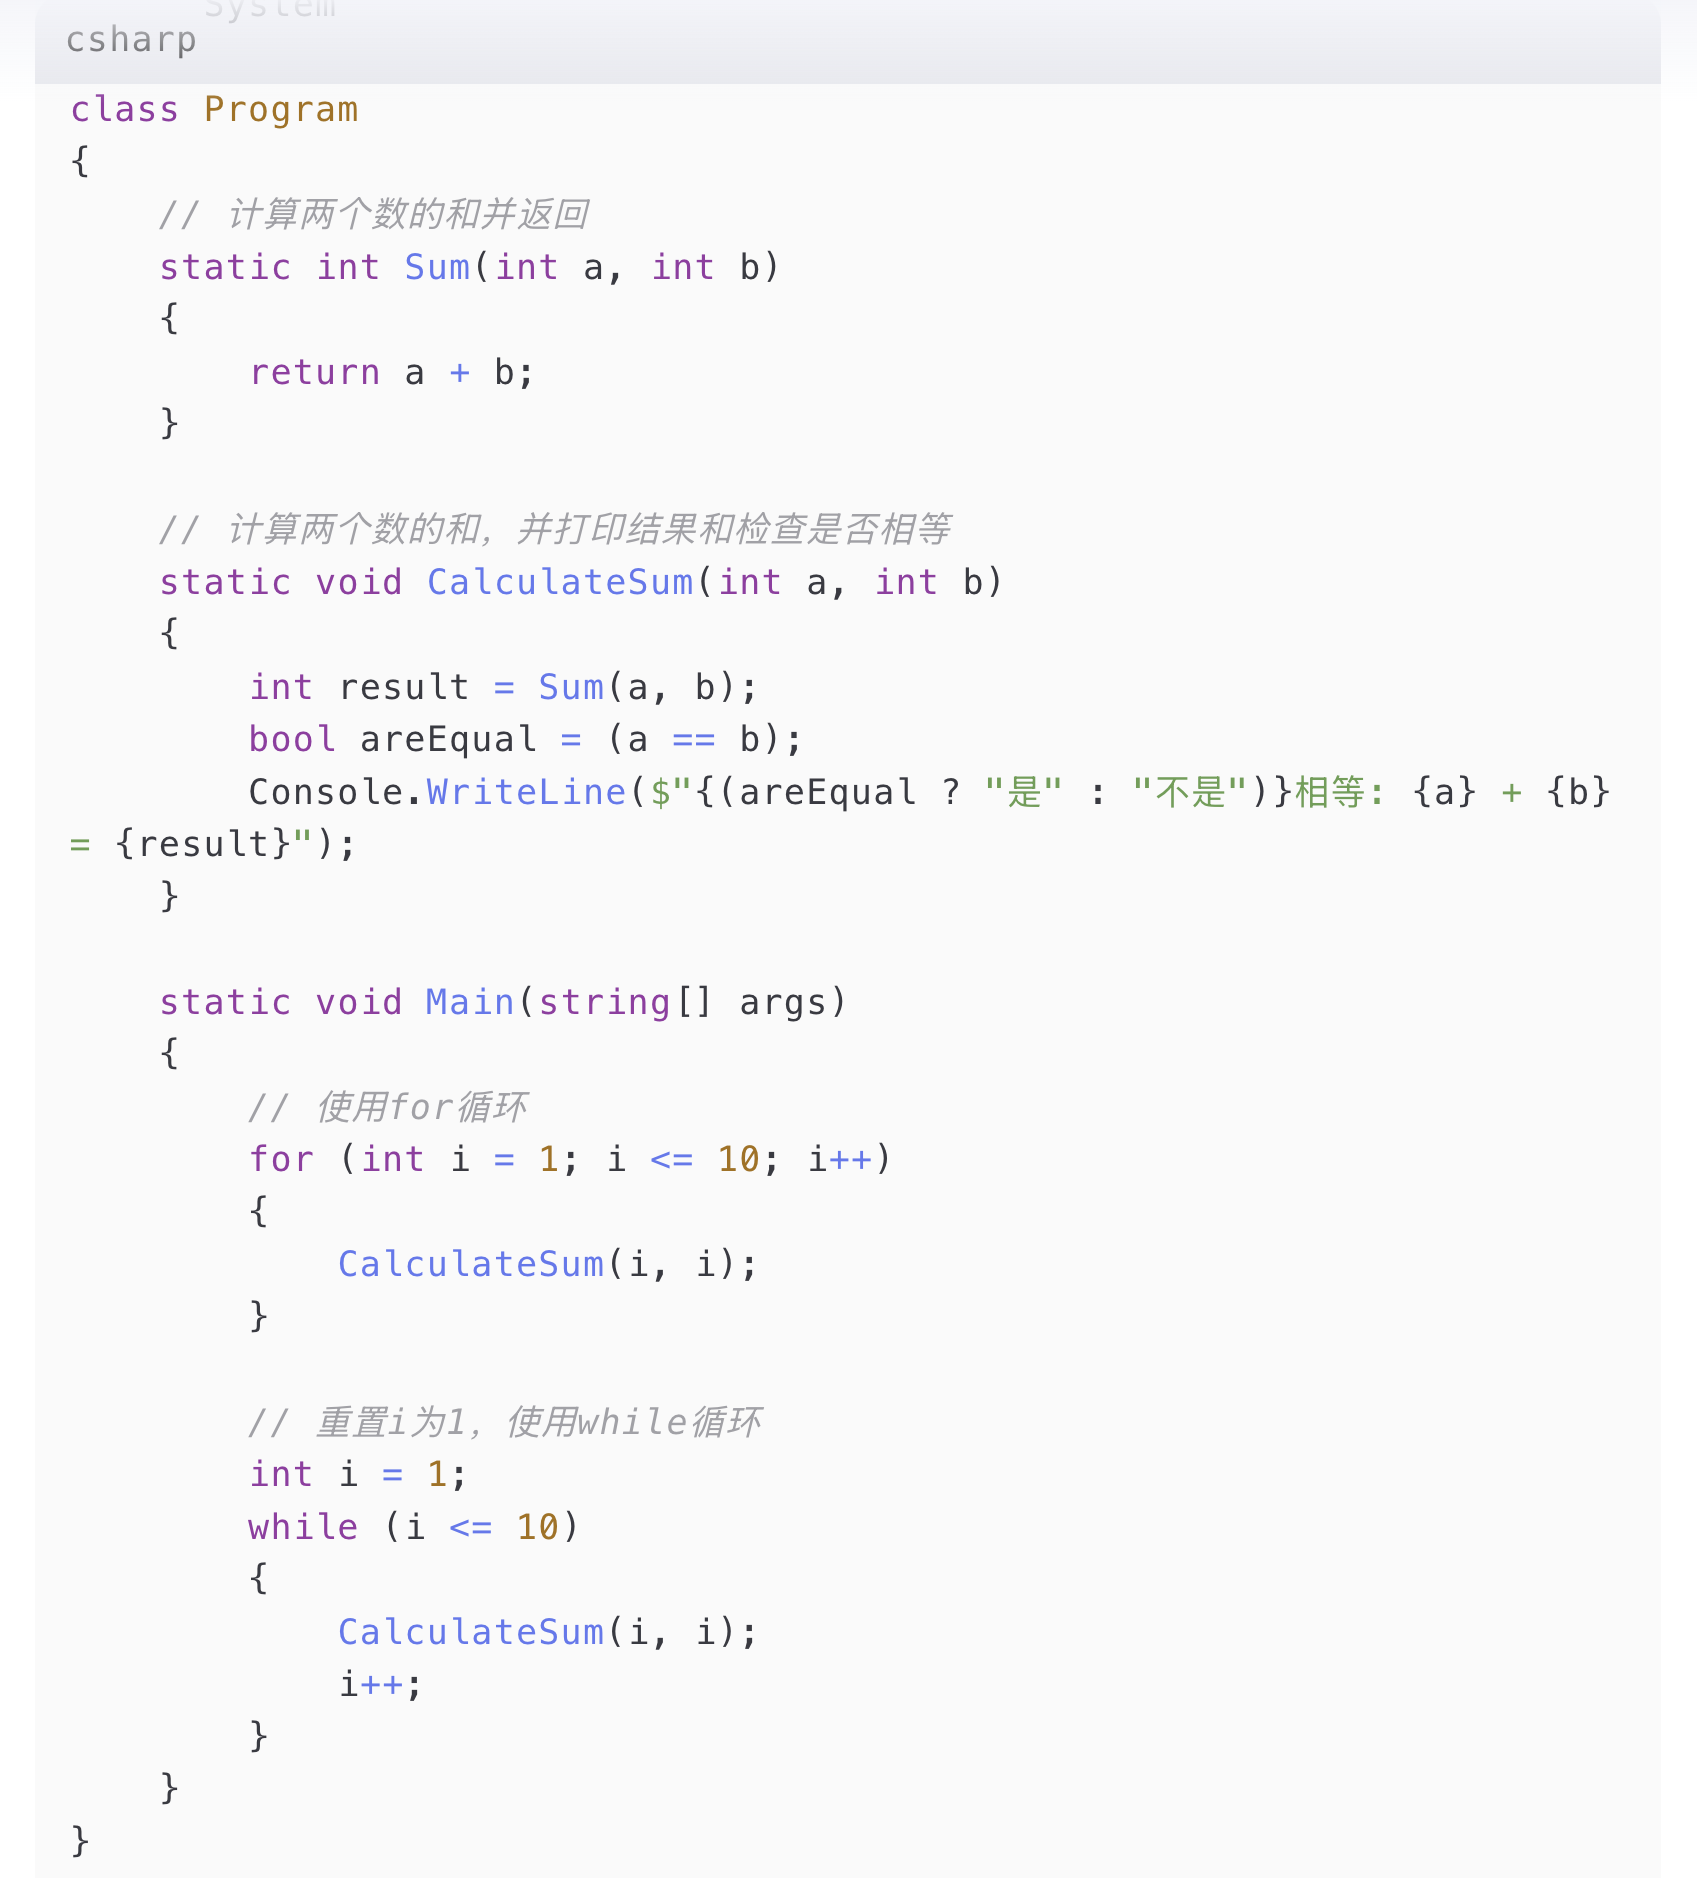 System
csharp
class Program
{
    // 计算两个数的和并返回
    static int Sum(int a, int b)
    {
        return a + b;
    }

    // 计算两个数的和，并打印结果和检查是否相等
    static void CalculateSum(int a, int b)
    {
        int result = Sum(a, b);
        bool areEqual = (a == b);
        Console.WriteLine($"{(areEqual ? "是" : "不是")}相等: {a} + {b}
= {result}");
    }

    static void Main(string[] args)
    {
        // 使用for循环
        for (int i = 1; i <= 10; i++)
        {
            CalculateSum(i, i);
        }

        // 重置i为1，使用while循环
        int i = 1;
        while (i <= 10)
        {
            CalculateSum(i, i);
            i++;
        }
    }
}